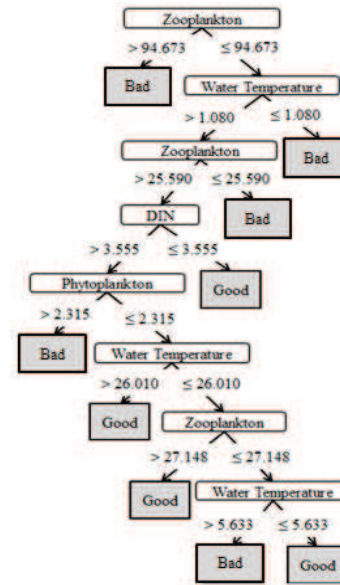 Zooplankton
> 94.673 ≤ 94.673
Bad Water Temperature
> 1.080 ≤ 1.080
Zooplankton Bad
> 25.590 ≤ 25.590
DIN Bad
> 3.555 ≤ 3.555
Phytoplankton Good
> 2.315 ≤ 2.315
Bad Water Temperature
> 26.010 ≤ 26.010
Good Zooplankton
> 27.148 ≤ 27.148
Good Water Temperature
> 5.633 ≤ 5.633
Bad Good